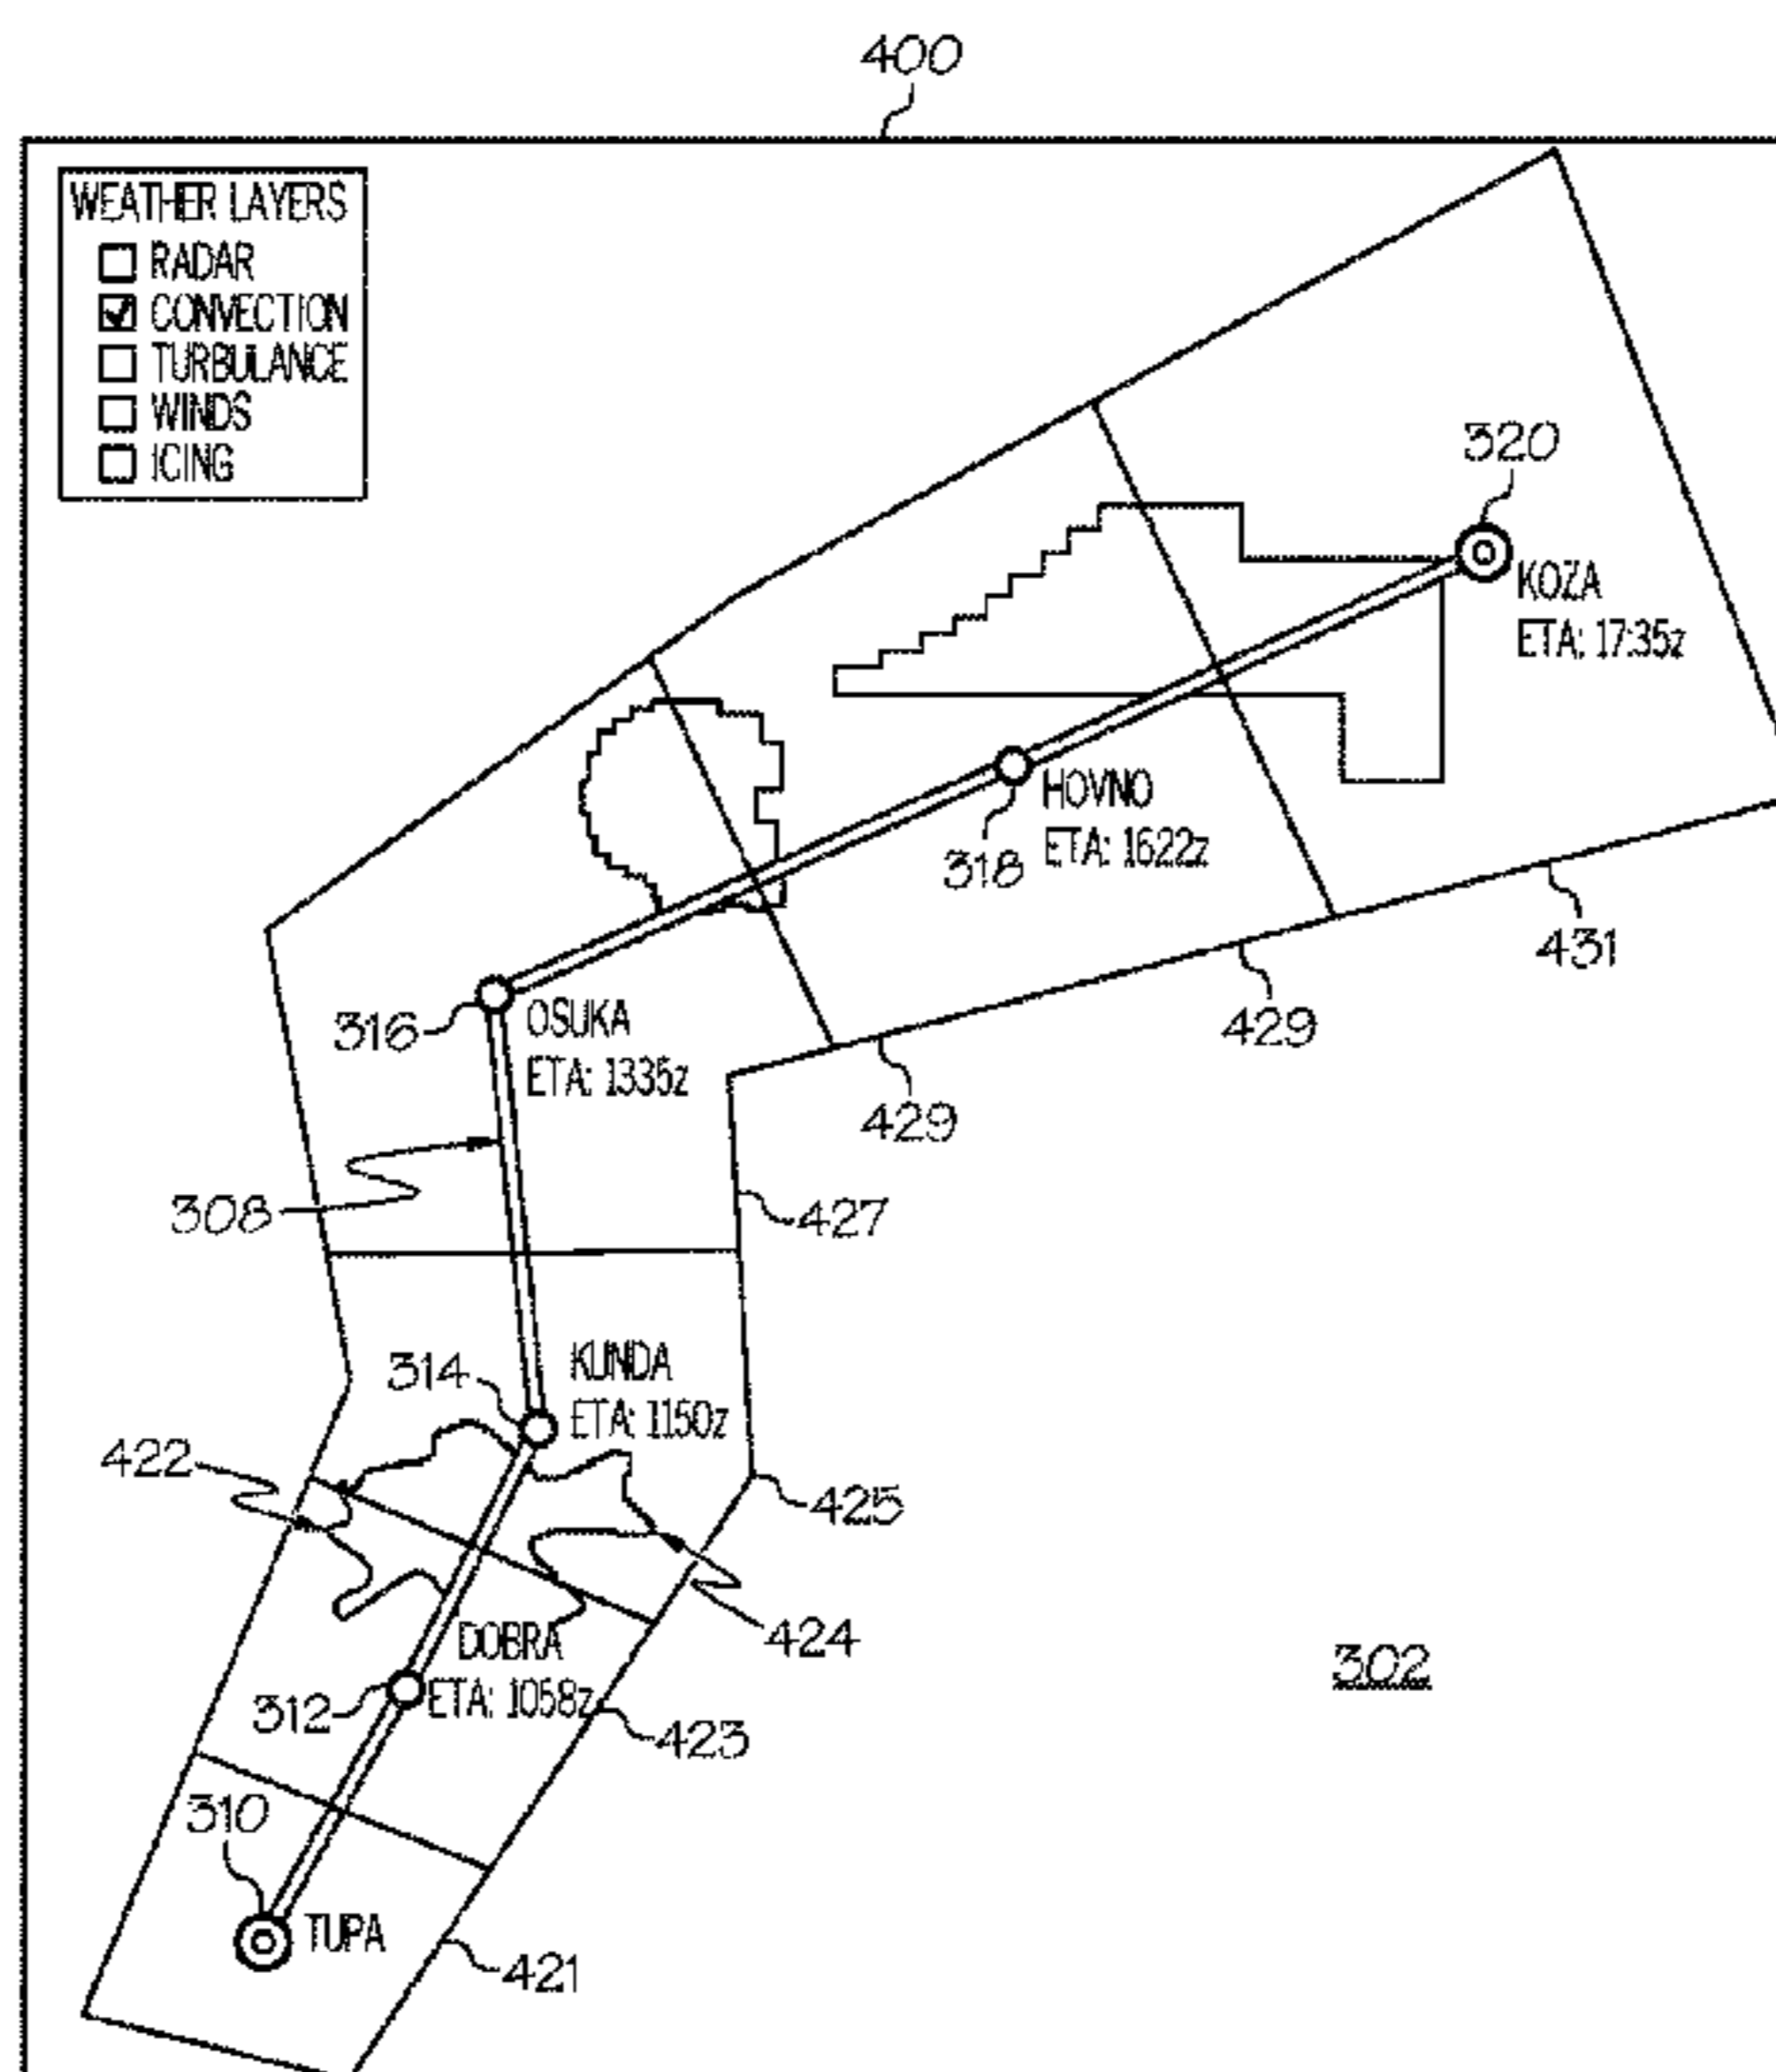 400
WEATHER LAYERS
RADAR
CONVECTION
TURBULANCE
WINDS
ICING
320
KOZA
ETA: 17:35z
HOVNO
ETA: 1622z
318
431
429
316
OSUKA
ETA: 1335z
429
308
427
KUNDA
ETA: 1150z
314
422
425
424
DOBRA
ETA: 1058z
312
423
302
310
TUPA
421